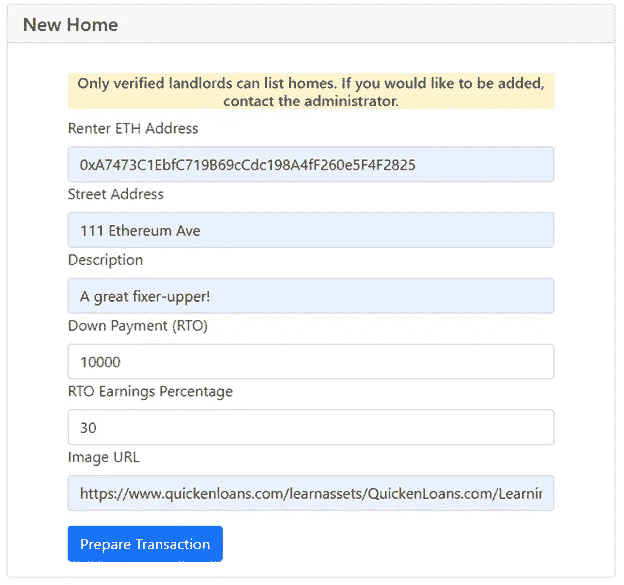 New Home
Only verified landlords can list homes. If you would like to be added,
contact the administrator.
Renter ETH Address
0xA7473C1EbfC719B69cCdc198A4fF260e5F4F2825
Street Address
111 Ethereum Ave
Description
A great fixer-upper!
Down Payment (RTO)
10000
RTO Earnings Percentage
30
Image URL
https://www.quickenloans.com/learnassets/QuickenLoans.com/Learnin
Prepare Transaction